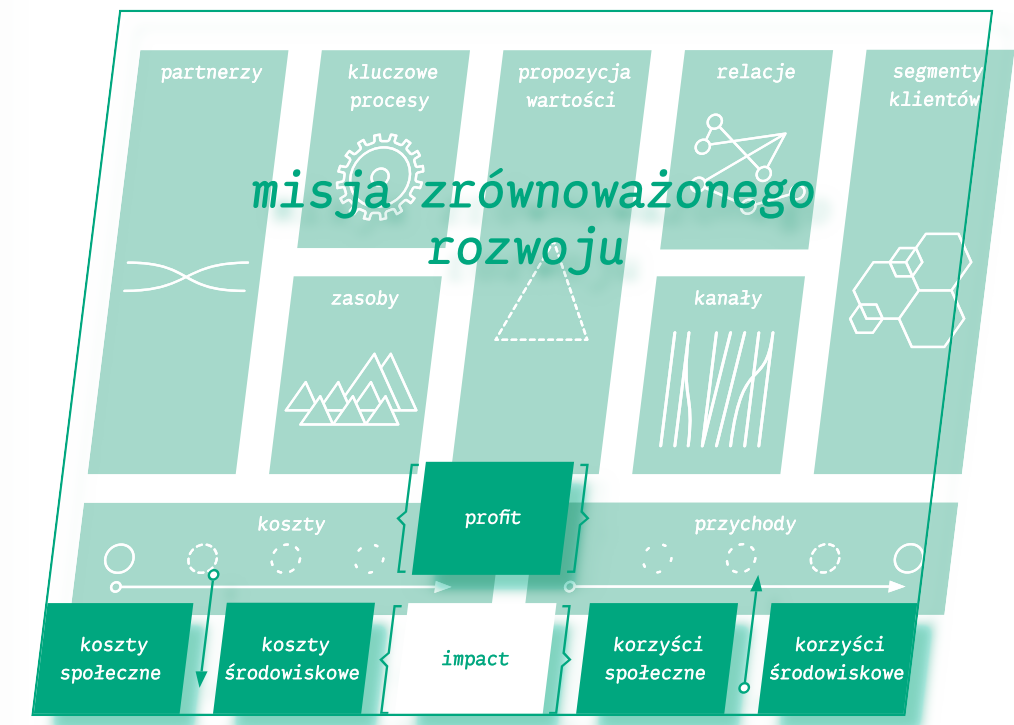 partnerzy
kluczowe
procesy
propozycja
wartości
relacje
segmenty
klientów
misja zrównoważonego
rozwoju
zasoby
kanały
koszty
profit
przychody
koszty
społeczne
koszty
środowiskowe
impact
korzyści
społeczne
korzyści
środowiskowe